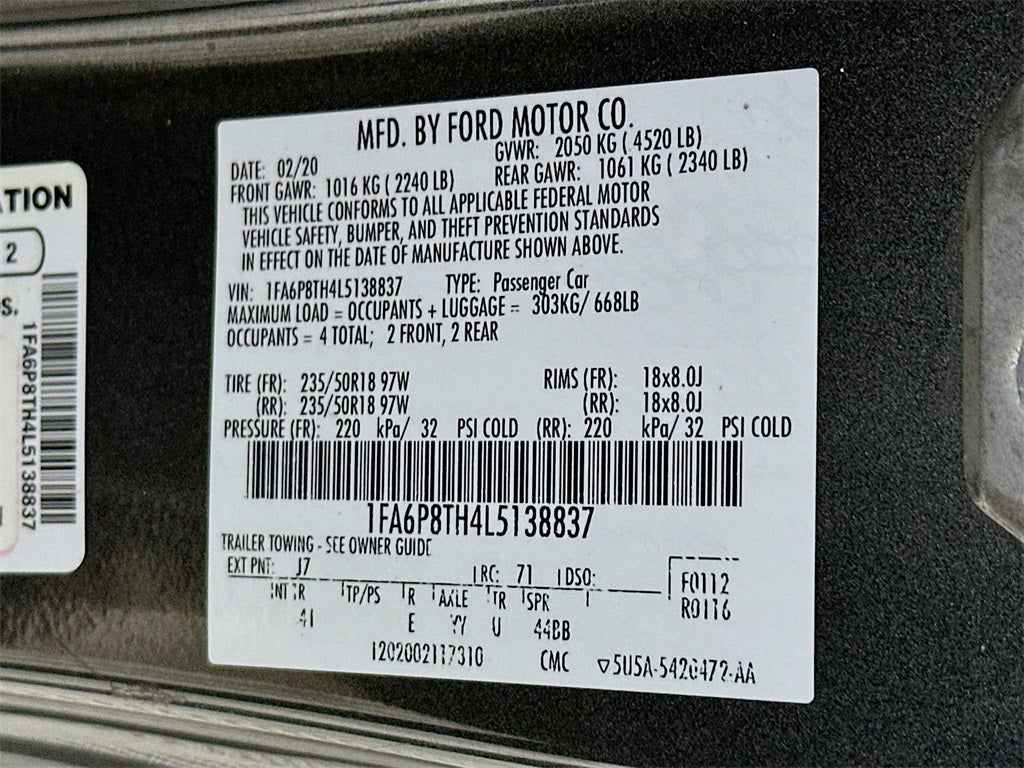 ATION
2
S.
1FA6P8TH4L5138837
MFD. BY FORD MOTOR CO.
DATE: 02/20 GVWR: 2050 KG ( 4520 LB)
FRONT GAWR: 1016 KG ( 2240 LB) REAR GAWR: 1061 KG ( 2340 LB)
THIS VEHICLE CONFORMS TO ALL APPLICABLE FEDERAL MOTOR
VEHICLE SAFETY, BUMPER, AND THEFT PREVENTION STANDARDS
IN EFFECT ON THE DATE OF MANUFACTURE SHOWN ABOVE.
VIN: 1FA6P8TH4L5138837 TYPE: Passenger Car
MAXIMUM LOAD = OCCUPANTS + LUGGAGE = 303KG/ 668LB
OCCUPANTS = 4 TOTAL; 2 FRONT, 2 REAR
TIRE (FR): 235/50R18 97W RIMS (FR): 18x8.0J
(RR): 235/50R18 97W (RR): 18x8.0J
PRESSURE (FR): 220 kPa/ 32 PSI COLD (RR): 220 kPa/ 32 PSI COLD
1FA6P8TH4L5138837
TRAILER TOWING - SEE OWNER GUIDE
EXT PNT: J7 RC: 71 DSO:
F0112
INT TR TP/PS R AXLE TR SPR
R0116
4I E YY U 44BB
1202002117310 CMC ▽5U5A-5420472-AA